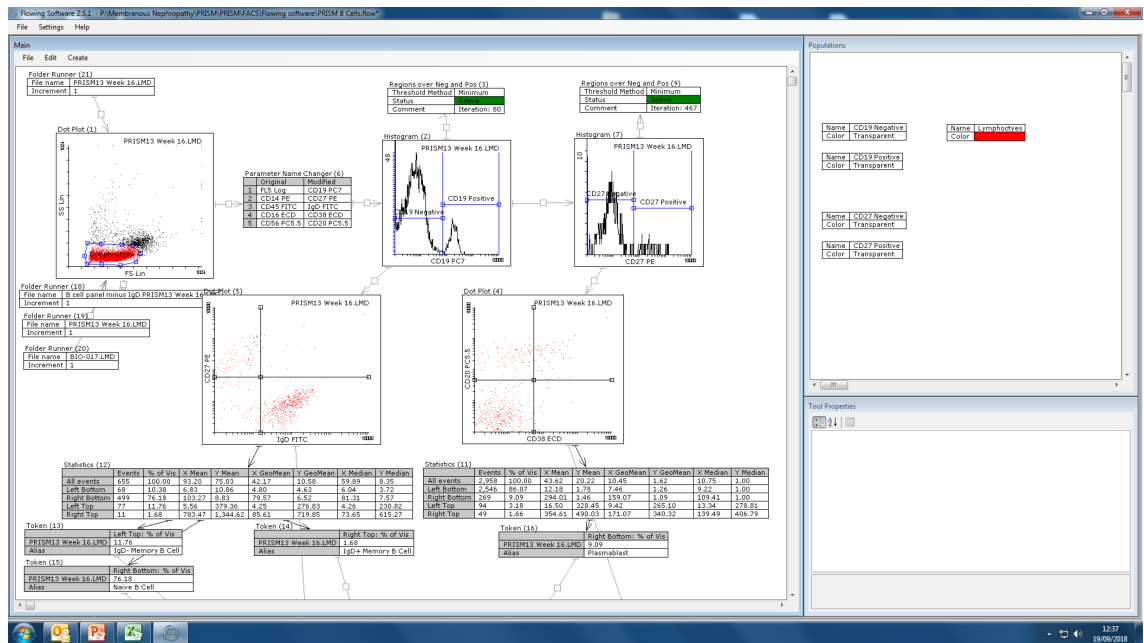 Flowing Software 2.5.1 - P:\Membranous Nephropathy\PRISM\PRISM\FACS\Flowing software\PRISM B Cells.flow*
File Settings Help
Main
File Edit Create
Folder Runner (21)
File name PRISM13 Week 16.LMD
Increment 1
Dot Plot (1)
PRISM13 Week 16.LMD
1024
SS Lin
Lymphoctyes
FS Lin
1024
Parameter Name Changer (6)
Original Modified
1 FL5 Log CD19 PC7
2 CD14 PE CD27 PE
3 CD45 FITC IgD FITC
4 CD16 ECD CD38 ECD
5 CD56 PC5.5 CD20 PC5.5
Regions over Neg and Pos (3)
Threshold Method Minimum
Status Active
Comment Iteration: 80
Histogram (2)
PRISM13 Week 16.LMD
48
CD19 Positive
CD19 Negative
CD19 PC7
10000
Regions over Neg and Pos (9)
Threshold Method Minimum
Status Active
Comment Iteration: 467
Histogram (7)
PRISM13 Week 16.LMD
10
CD27 Negative
CD27 Positive
CD27 PE
10000
Folder Runner (18)
File name B cell panel minus IgD PRISM13 Week 16
Increment 1
Folder Runner (19)
File name PRISM13 Week 16.LMD
Increment 1
Folder Runner (20)
File name BIO-017.LMD
Increment 1
Dot Plot (5)
PRISM13 Week 16.LMD
10000
CD27 PE
IgD FITC
10000
Dot Plot (4)
PRISM13 Week 16.LMD
10000
CD20 PC5.5
CD38 ECD
10000
Statistics (12)
Events % of Vis X Mean Y Mean X GeoMean Y GeoMean X Median Y Median
All events 655 100.00 93.20 75.03 42.17 10.58 59.89 8.35
Left Bottom 68 10.38 6.83 10.86 4.80 4.63 6.04 3.72
Right Bottom 499 76.18 103.27 8.83 79.57 6.52 81.31 7.57
Left Top 77 11.76 5.56 379.36 4.25 276.83 4.26 230.82
Right Top 11 1.68 783.47 1,344.62 85.61 719.85 73.65 615.27
Statistics (11)
Events % of Vis X Mean Y Mean X GeoMean Y GeoMean X Median Y Median
All events 2,958 100.00 43.62 20.22 10.45 1.62 10.75 1.00
Left Bottom 2,546 86.07 12.18 1.78 7.46 1.26 9.22 1.00
Right Bottom 269 9.09 294.01 1.46 159.07 1.09 109.41 1.00
Left Top 94 3.18 16.50 328.45 9.42 265.10 13.34 278.81
Right Top 49 1.66 354.61 490.03 171.07 340.32 139.49 406.79
Token (13)
Left Top: % of Vis
PRISM13 Week 16.LMD 11.76
Alias IgD- Memory B Cell
Token (14)
Right Top: % of Vis
PRISM13 Week 16.LMD 1.68
Alias IgD+ Memory B Cell
Token (16)
Right Bottom: % of Vis
PRISM13 Week 16.LMD 9.09
Alias Plasmablast
Token (15)
Right Bottom: % of Vis
PRISM13 Week 16.LMD 76.18
Alias Naive B Cell
Populations
Name CD19 Negative
Color Transparent
Name Lymphoctyes
Color
Name CD19 Positive
Color Transparent
Name CD27 Negative
Color Transparent
Name CD27 Positive
Color Transparent
Tool Properties
12:37
19/09/2018